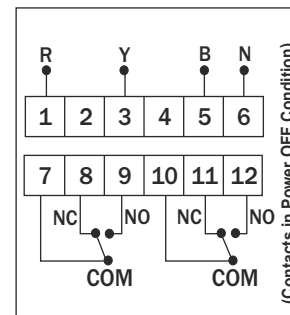 R Y B N
1 2 3 4 5 6
7 8 9 10 11 12
NC NO NC NO
COM COM
(Contacts in Power OFF Condition)